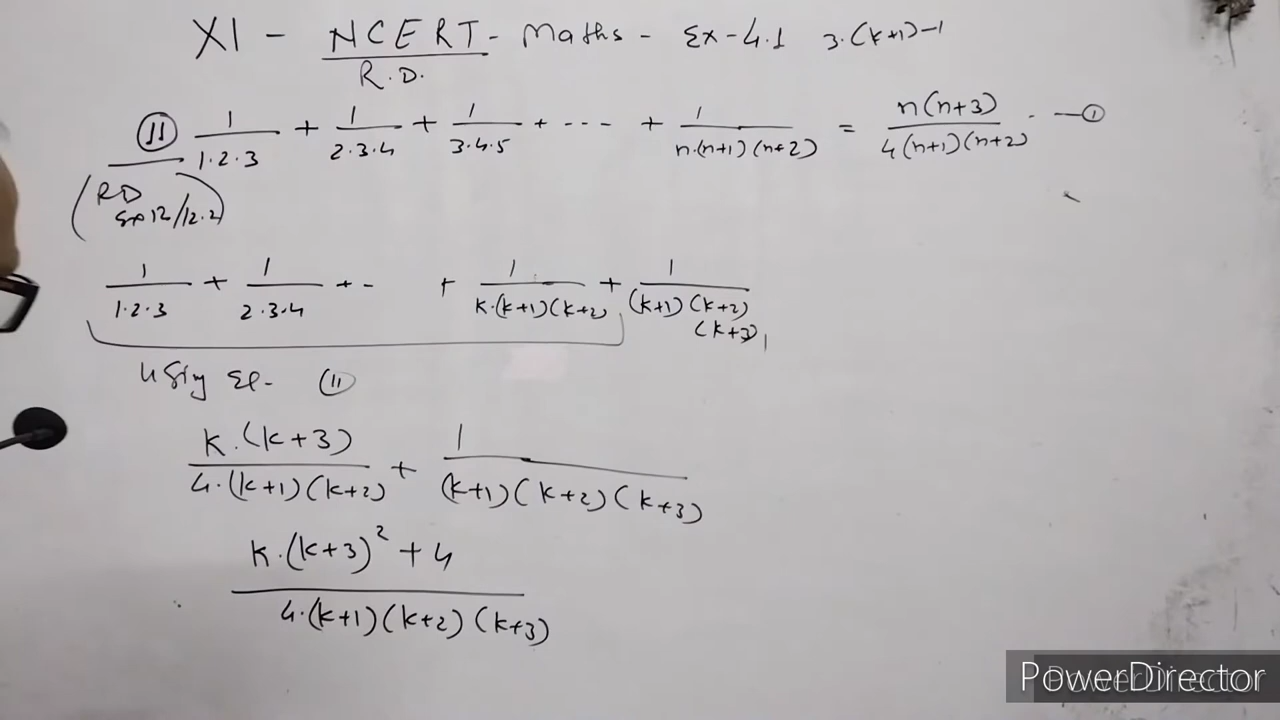 XI - NCERT - Maths - Ex - 4.1 3.(k+1)-1
R.D.
(11) 1/1.2.3 + 1/2.3.4 + 1/3.4.5 + ---- + 1/n.(n+1)(n+2) = n(n+3)/4(n+1)(n+2) . —(1)
(RD
Ex 12/12.2)
1/1.2.3 + 1/2.3.4 + -- + 1/k.(k+1)(k+2) + 1/(k+1)(k+2)(k+3)
Using Eq- (11)
k.(k+3)/4.(k+1)(k+2) + 1/(k+1)(k+2)(k+3)
k.(k+3)² + 4/4.(k+1)(k+2)(k+3)
PowerDirector